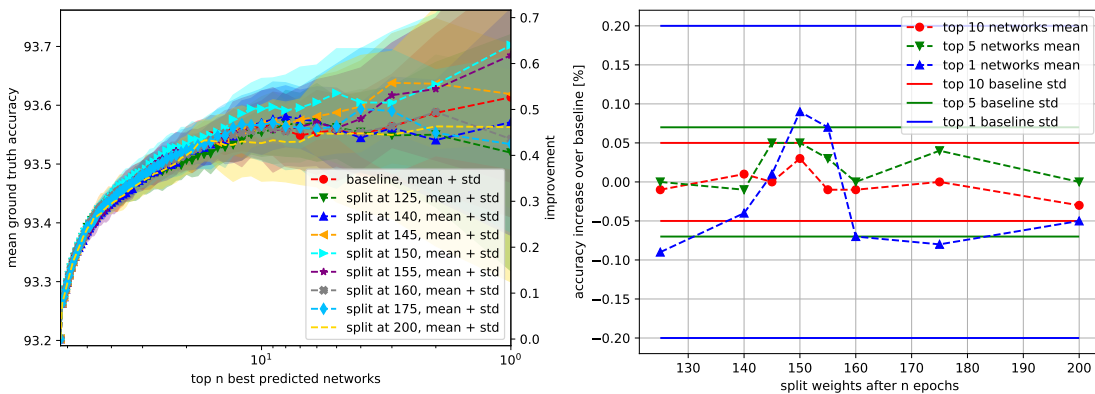 93.7
93.6
93.5
93.4
93.3
93.2
mean ground truth accuracy
0.7
0.6
0.5
0.4
0.3
0.2
0.1
0.0
improvement
baseline, mean + std
split at 125, mean + std
split at 140, mean + std
split at 145, mean + std
split at 150, mean + std
split at 155, mean + std
split at 160, mean + std
split at 175, mean + std
split at 200, mean + std
10¹ 10⁰
top n best predicted networks
0.20
0.15
0.10
0.05
0.00
−0.05
−0.10
−0.15
−0.20
accuracy increase over baseline [%]
top 10 networks mean
top 5 networks mean
top 1 networks mean
top 10 baseline std
top 5 baseline std
top 1 baseline std
130 140 150 160 170 180 190 200
split weights after n epochs